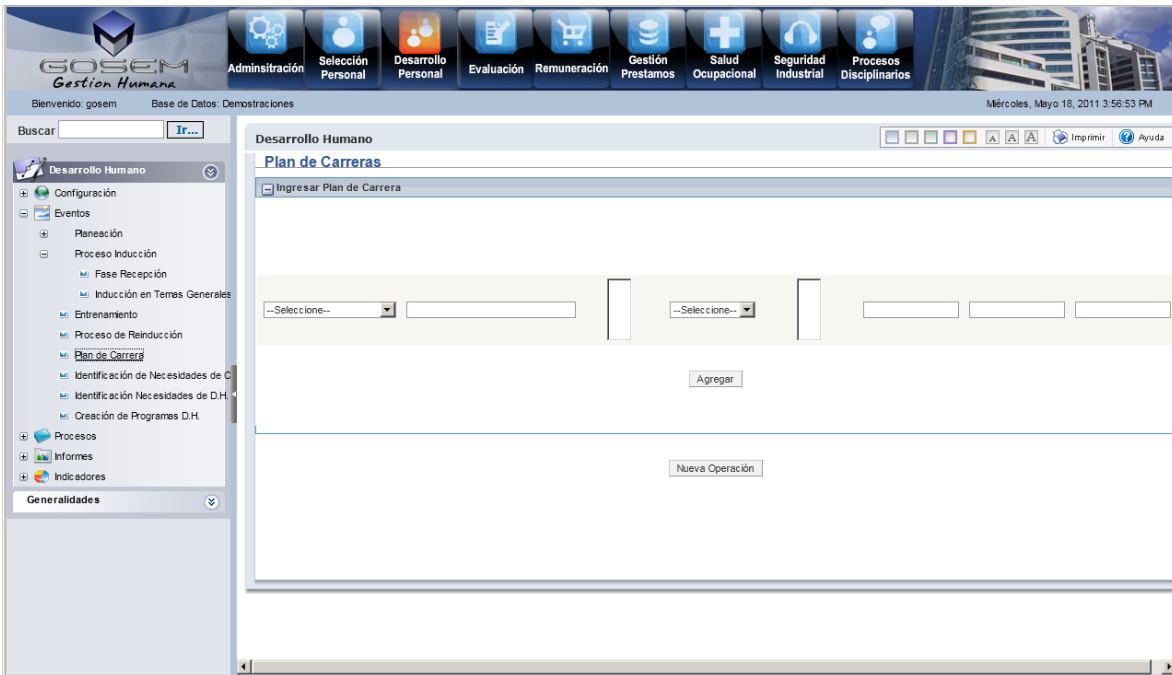 GOSEM
Gestion Humana
Adminsitración
Selección
Personal
Desarrollo
Personal
Evaluación
Remuneración
Gestión
Prestamos
Salud
Ocupacional
Seguridad
Industrial
Procesos
Disciplinarios
Bienvenido: gosem Base de Datos: Demostraciones Miércoles, Mayo 18, 2011 3:56:53 PM
Buscar Ir...
Desarrollo Humano
Configuración
Eventos
Planeación
Proceso Inducción
Fase Recepción
Inducción en Temas Generales
Entrenamiento
Proceso de Reinducción
Plan de Carrera
Identificación de Necesidades de C
Identificación Necesidades de D.H.
Creación de Programas D.H.
Procesos
Informes
Indicadores
Generalidades
Desarrollo Humano A A A Imprimir Ayuda
Plan de Carreras
Ingresar Plan de Carrera
--Seleccione-- --Seleccione--
Agregar
Nueva Operación